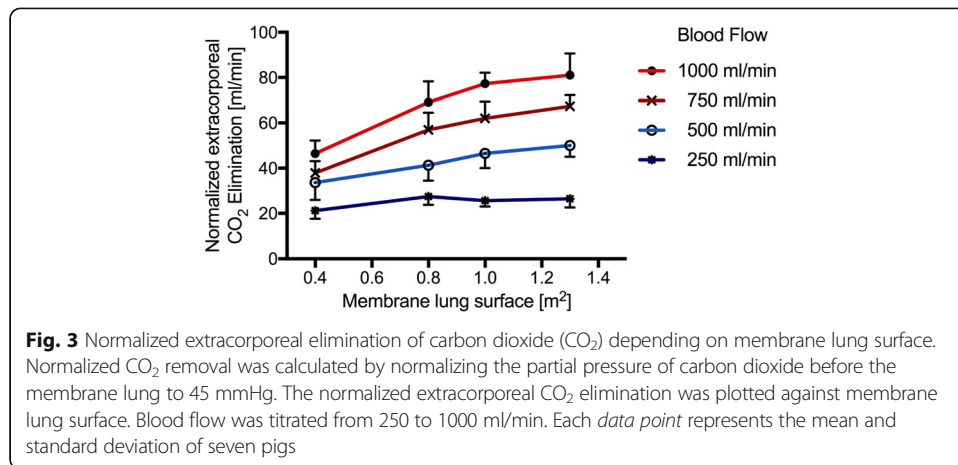 100
80
60
40
20
0
Normalized extracorporeal
CO2 Elimination [ml/min]
0.4 0.6 0.8 1.0 1.2 1.4
Membrane lung surface [m2]
Blood Flow
1000 ml/min
750 ml/min
500 ml/min
250 ml/min
Fig. 3 Normalized extracorporeal elimination of carbon dioxide (CO2) depending on membrane lung surface.
Normalized CO2 removal was calculated by normalizing the partial pressure of carbon dioxide before the
membrane lung to 45 mmHg. The normalized extracorporeal CO2 elimination was plotted against membrane
lung surface. Blood flow was titrated from 250 to 1000 ml/min. Each data point represents the mean and
standard deviation of seven pigs